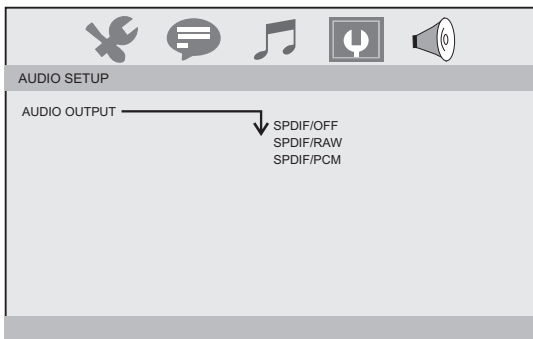 AUDIO SETUP
AUDIO OUTPUT
SPDIF/OFF
SPDIF/RAW
SPDIF/PCM